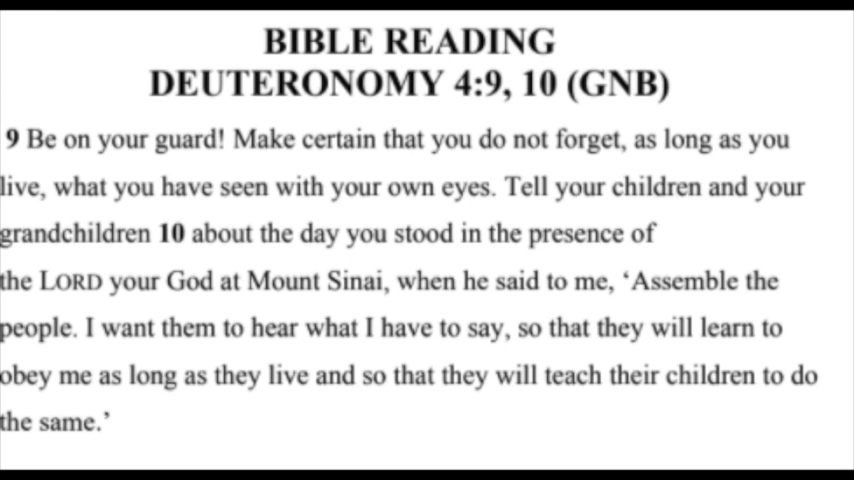 BIBLE READING
DEUTERONOMY 4:9, 10 (GNB)
9 Be on your guard! Make certain that you do not forget, as long as you
live, what you have seen with your own eyes. Tell your children and your
grandchildren 10 about the day you stood in the presence of
the LORD your God at Mount Sinai, when he said to me, ‘Assemble the
people. I want them to hear what I have to say, so that they will learn to
obey me as long as they live and so that they will teach their children to do
the same.’